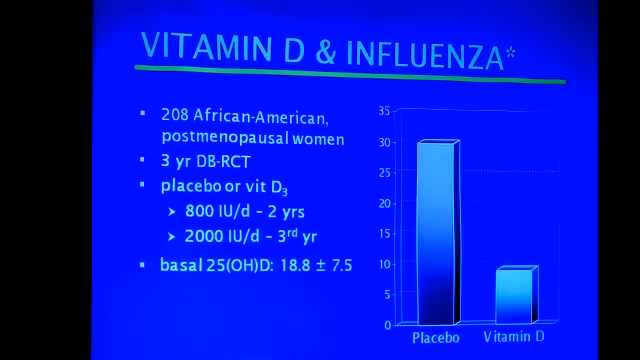 VITAMIN D & INFLUENZA*
▪ 208 African-American,
postmenopausal women
▪ 3 yr DB-RCT
▪ placebo or vit D₃
➤ 800 IU/d – 2 yrs
➤ 2000 IU/d – 3ʳᵈ yr
▪ basal 25(OH)D: 18.8 ± 7.5
35
30
25
20
15
10
5
0
Placebo
Vitamin D